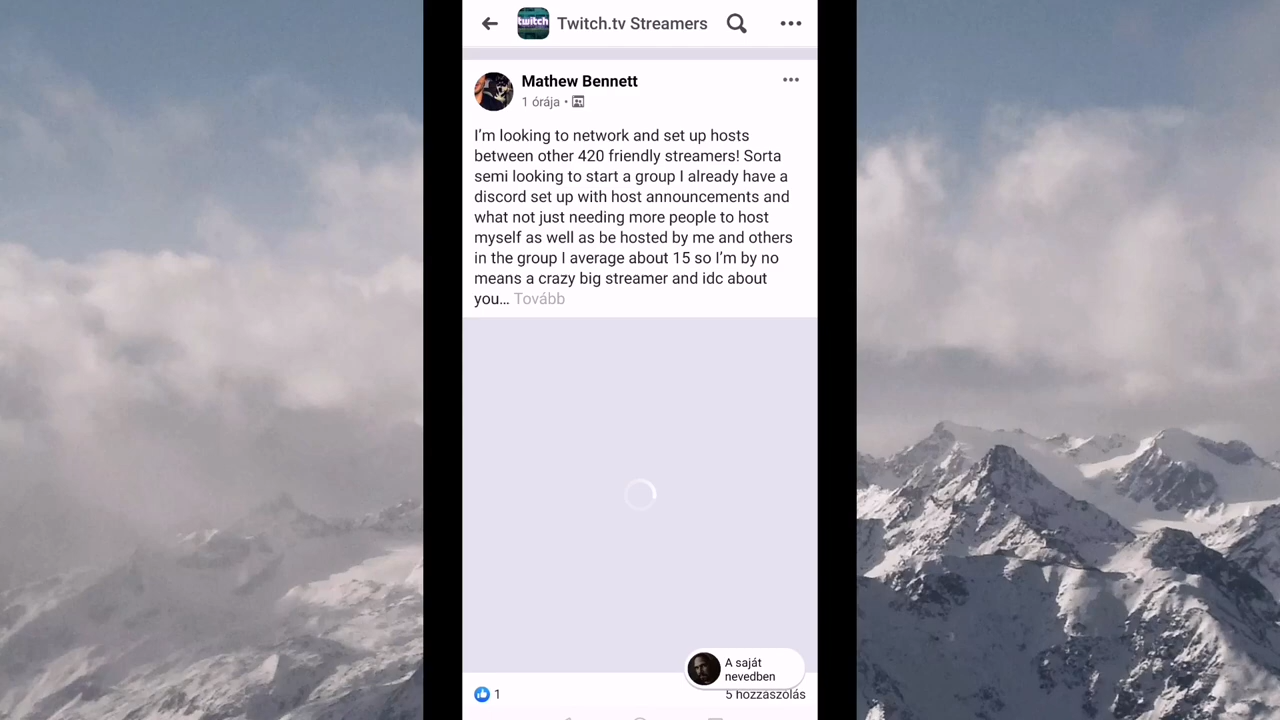 twitch
Twitch.tv Streamers
Mathew Bennett
1 órája •
I'm looking to network and set up hosts
between other 420 friendly streamers! Sorta
semi looking to start a group I already have a
discord set up with host announcements and
what not just needing more people to host
myself as well as be hosted by me and others
in the group I average about 15 so I'm by no
means a crazy big streamer and idc about
you... Tovább
A saját
nevedben
1
5 hozzászólás